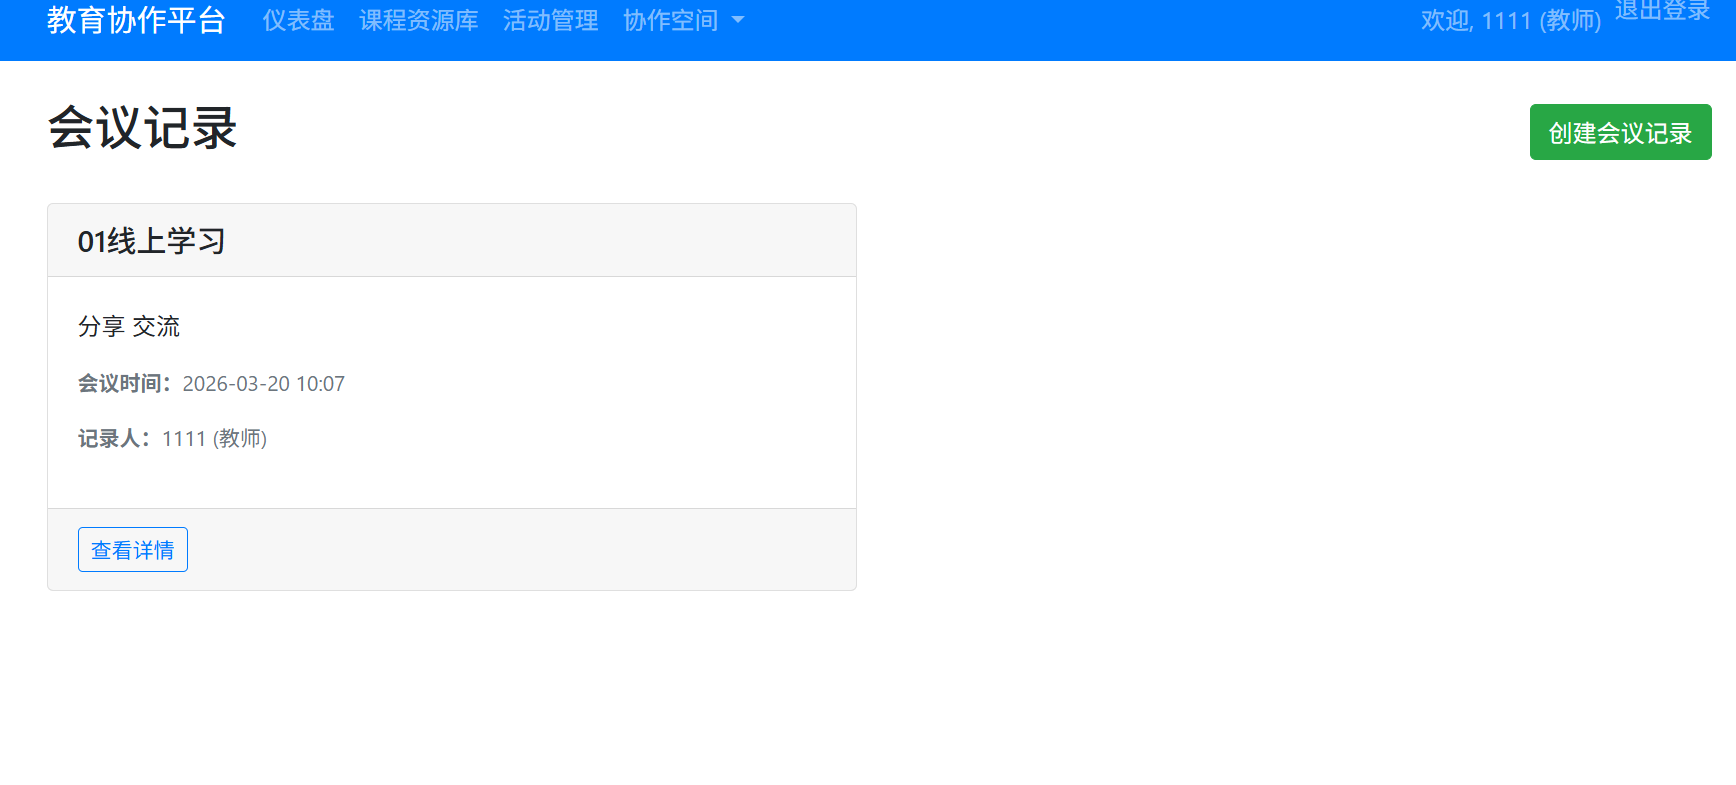 教育协作平台 仪表盘 课程资源库 活动管理 协作空间 欢迎, 1111 (教师) 退出登录
会议记录 创建会议记录
01线上学习
分享 交流
会议时间：2026-03-20 10:07
记录人：1111 (教师)
查看详情